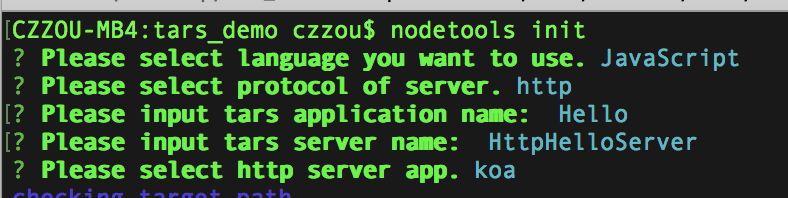 [CZZOU-MB4:tars_demo czzou$ nodetools init
? Please select language you want to use. JavaScript
? Please select protocol of server. http
[? Please input tars application name:  Hello
[? Please input tars server name:  HttpHelloServer
? Please select http server app. koa
checking target path